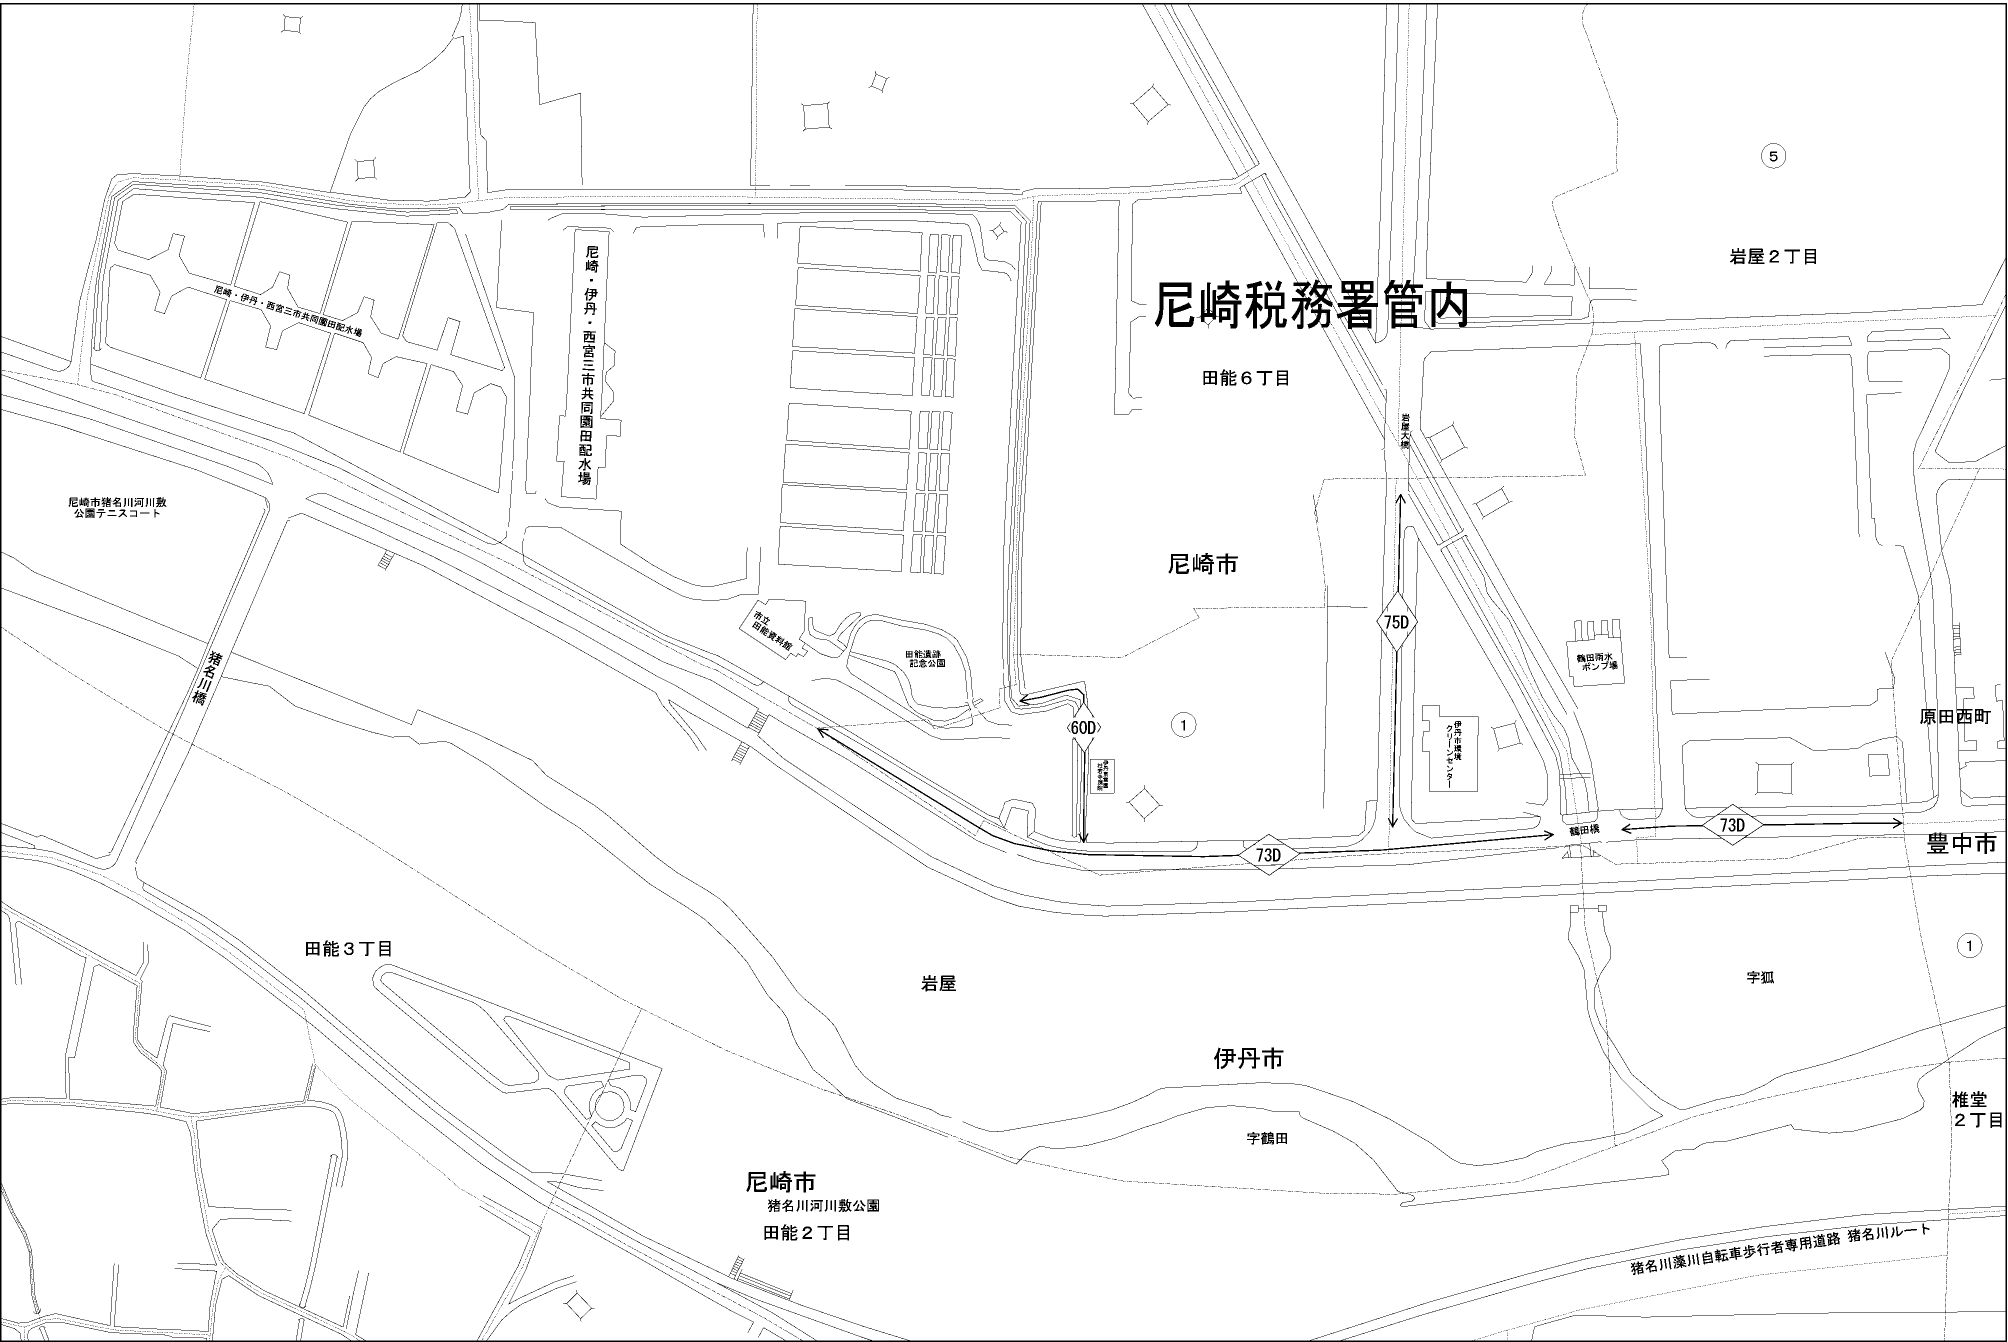 5
岩屋２丁目
尼崎・伊丹・西宮三市共同園田配水場
尼崎・伊丹・西宮三市共同園田配水場
尼崎税務署管内
田能６丁目
岩屋大橋
尼崎市猪名川河川敷
公園テニスコート
尼崎市
75D
市立
田能資料館
田能遺跡
記念公園
鶴田雨水
ポンプ場
猪名川橋
60D
1
伊丹市環境
クリーンセンター
原田西町
73D
鶴田橋
73D
豊中市
田能３丁目
岩屋
字狐
1
伊丹市
椎堂
２丁目
字鶴田
尼崎市
猪名川河川敷公園
田能２丁目
猪名川藻川自転車歩行者専用道路 猪名川ルート